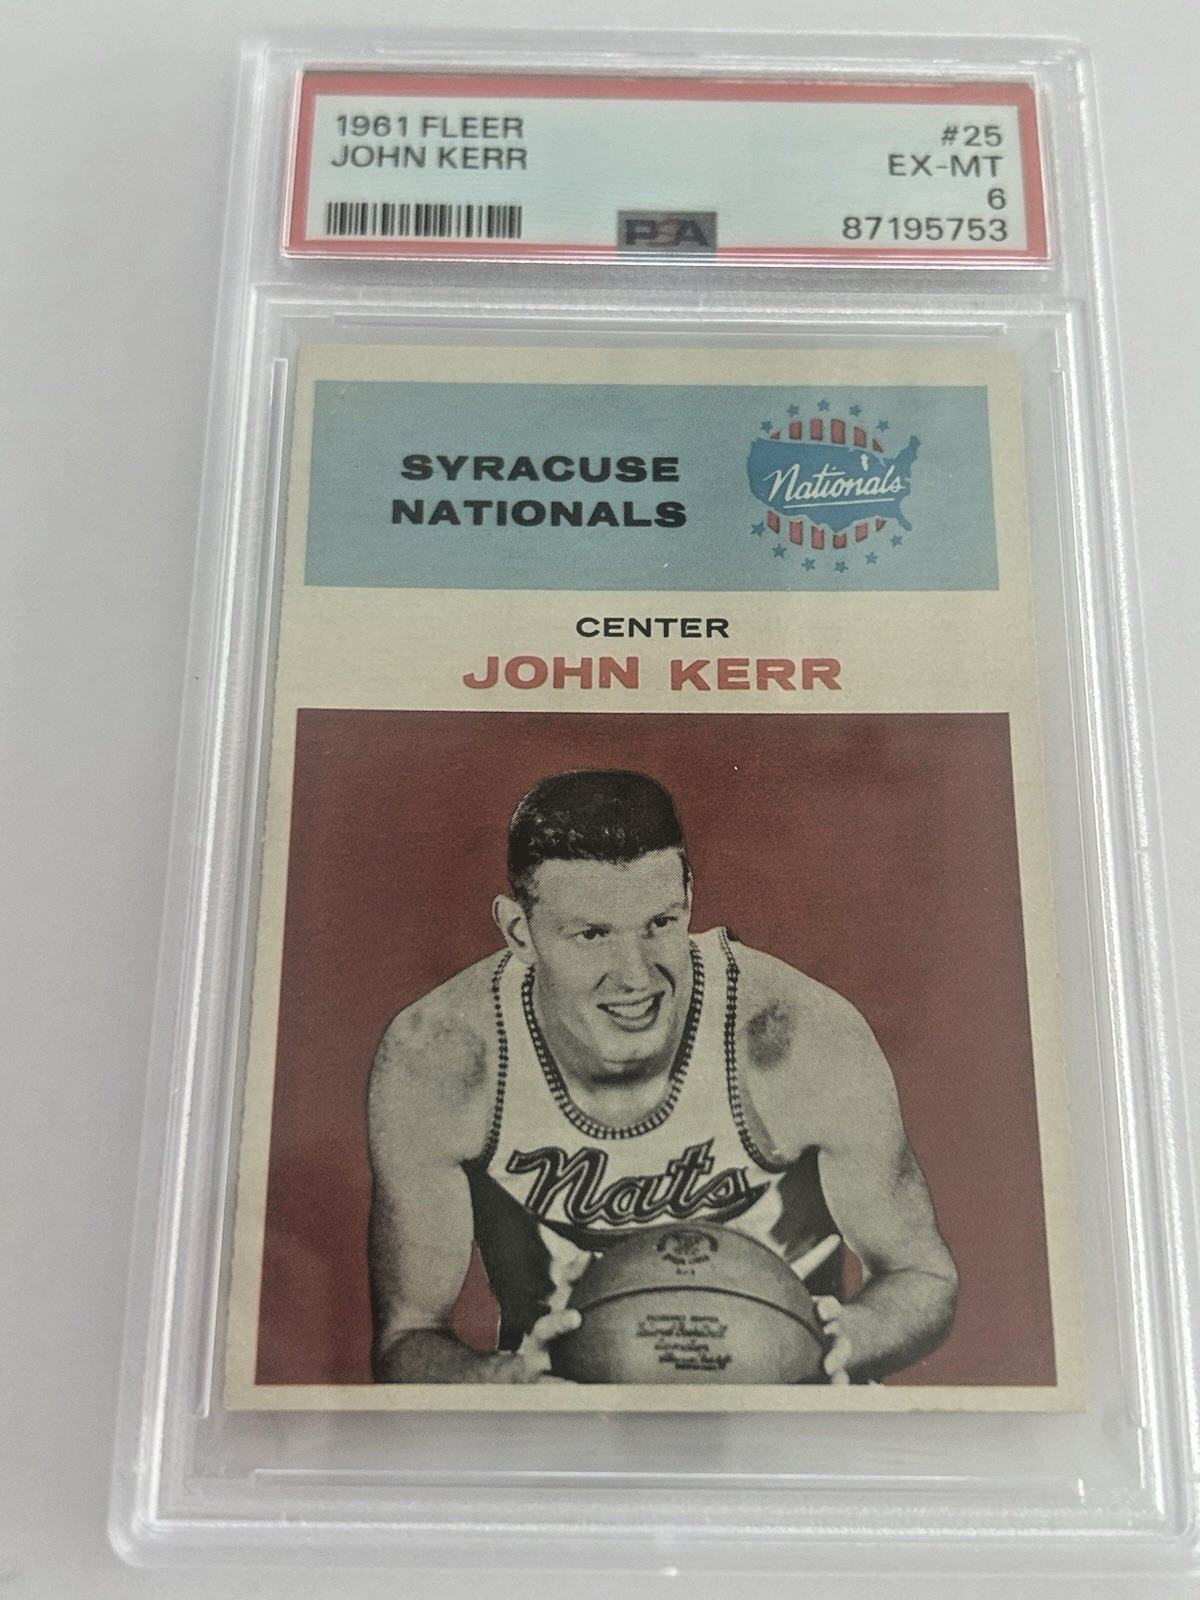 1961 FLEER
JOHN KERR
#25
EX-MT
6
87195753
PSA
SYRACUSE
NATIONALS
Nationals
CENTER
JOHN KERR
Nats